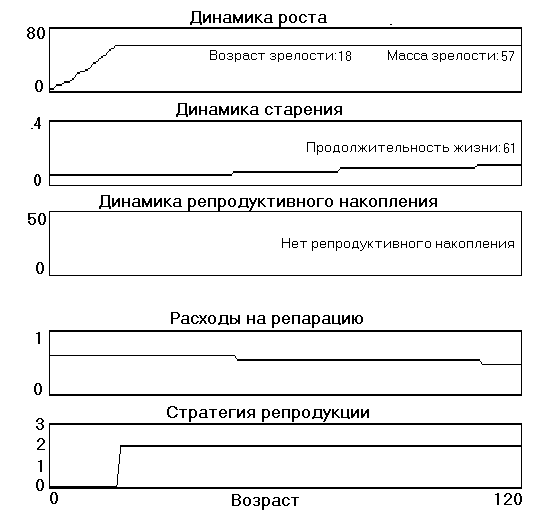 Динамика роста
80
Возраст зрелости:18 Масса зрелости:57
0
Динамика старения
.4
Продолжительность жизни:61
0
Динамика репродуктивного накопления
50
Нет репродуктивного накопления
0
Расходы на репарацию
1
0
Стратегия репродукции
3
2
1
0
0 Возраст 120